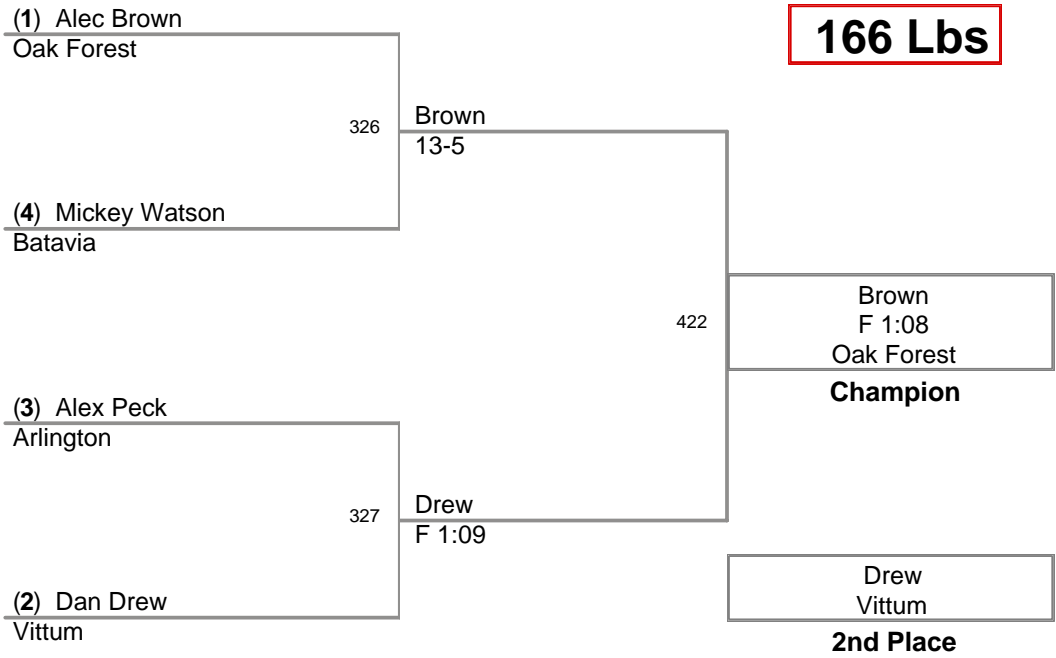 (1) Alec Brown
Oak Forest
166 Lbs
326
Brown
13-5
(4) Mickey Watson
Batavia
422
Brown
F 1:08
Oak Forest
Champion
(3) Alex Peck
Arlington
327
Drew
F 1:09
(2) Dan Drew
Vittum
Drew
Vittum
2nd Place